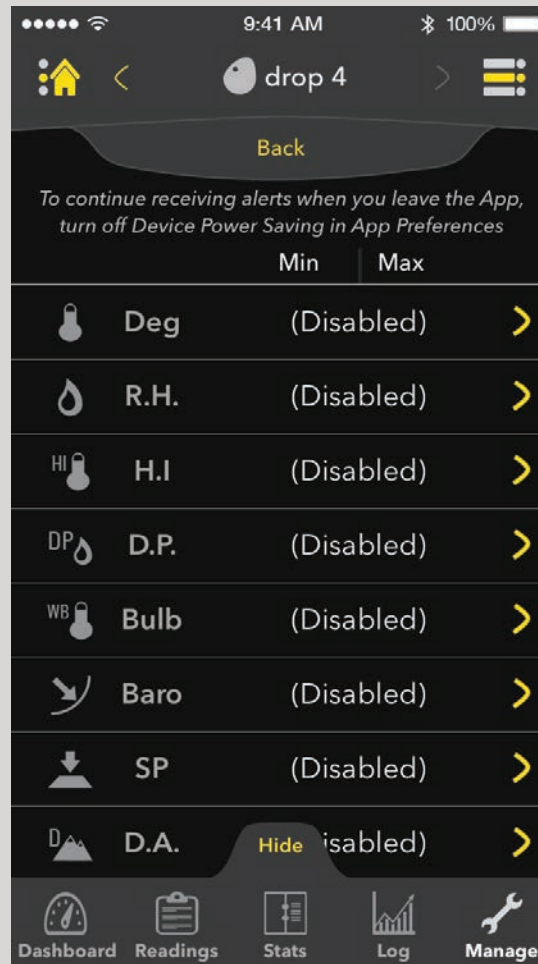 9:41 AM 100%
drop 4
Back
To continue receiving alerts when you leave the App,
turn off Device Power Saving in App Preferences
Min Max
Deg (Disabled)
R.H. (Disabled)
HI H.I (Disabled)
DP D.P. (Disabled)
WB Bulb (Disabled)
Baro (Disabled)
SP (Disabled)
D D.A. isabled)
Hide
Dashboard Readings Stats Log Manage